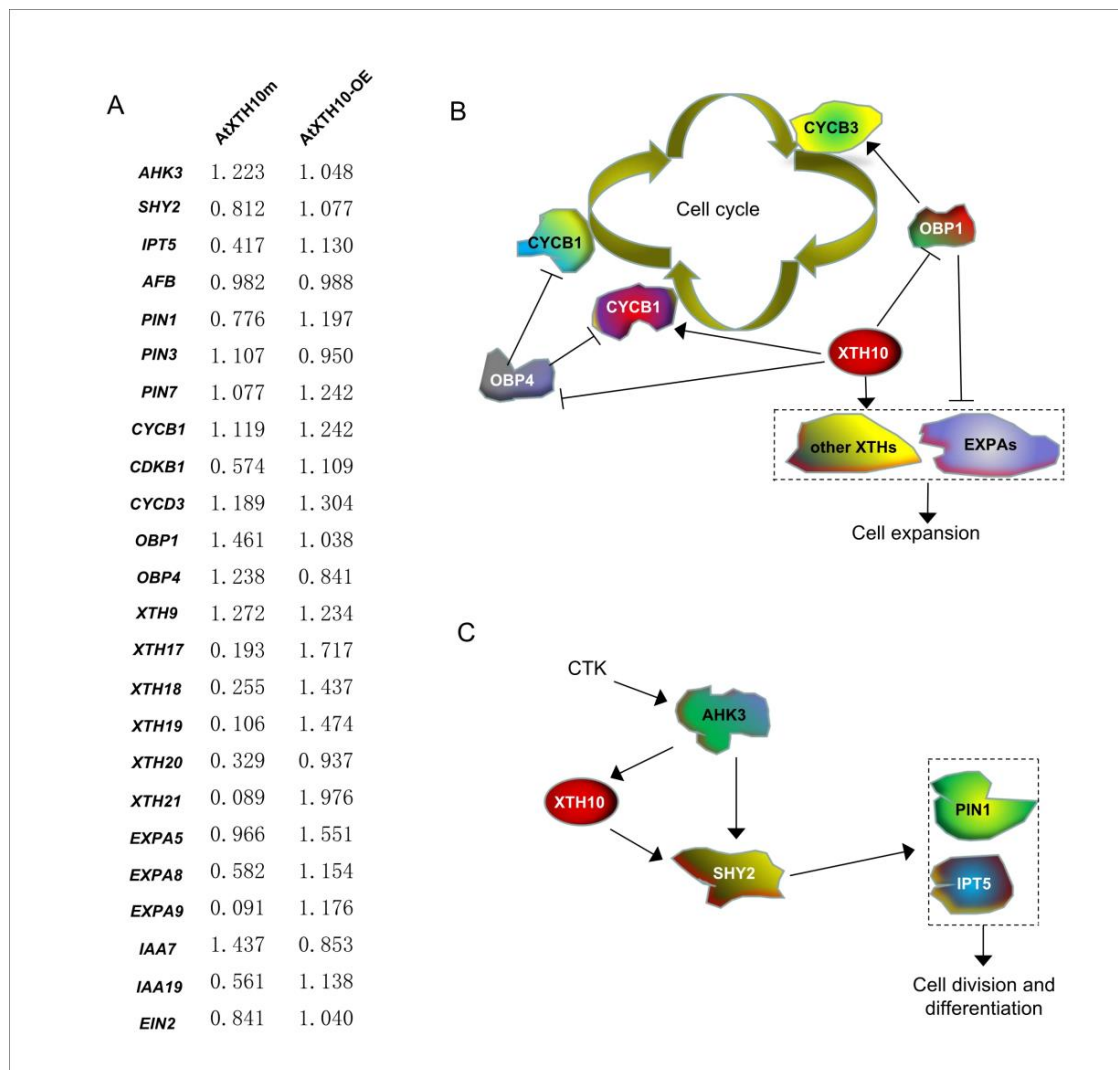 A
AtXTH10m AtXTH10-OE
AHK3 1.223 1.048
SHY2 0.812 1.077
IPT5 0.417 1.130
AFB 0.982 0.988
PIN1 0.776 1.197
PIN3 1.107 0.950
PIN7 1.077 1.242
CYCB1 1.119 1.242
CDKB1 0.574 1.109
CYCD3 1.189 1.304
OBP1 1.461 1.038
OBP4 1.238 0.841
XTH9 1.272 1.234
XTH17 0.193 1.717
XTH18 0.255 1.437
XTH19 0.106 1.474
XTH20 0.329 0.937
XTH21 0.089 1.976
EXPA5 0.966 1.551
EXPA8 0.582 1.154
EXPA9 0.091 1.176
IAA7 1.437 0.853
IAA19 0.561 1.138
EIN2 0.841 1.040
B
CYCB3
Cell cycle
OBP1
CYCB1
CYCB1
XTH10
OBP4
other XTHs
EXPAs
Cell expansion
C
CTK
AHK3
XTH10
PIN1
SHY2
IPT5
Cell division and
differentiation